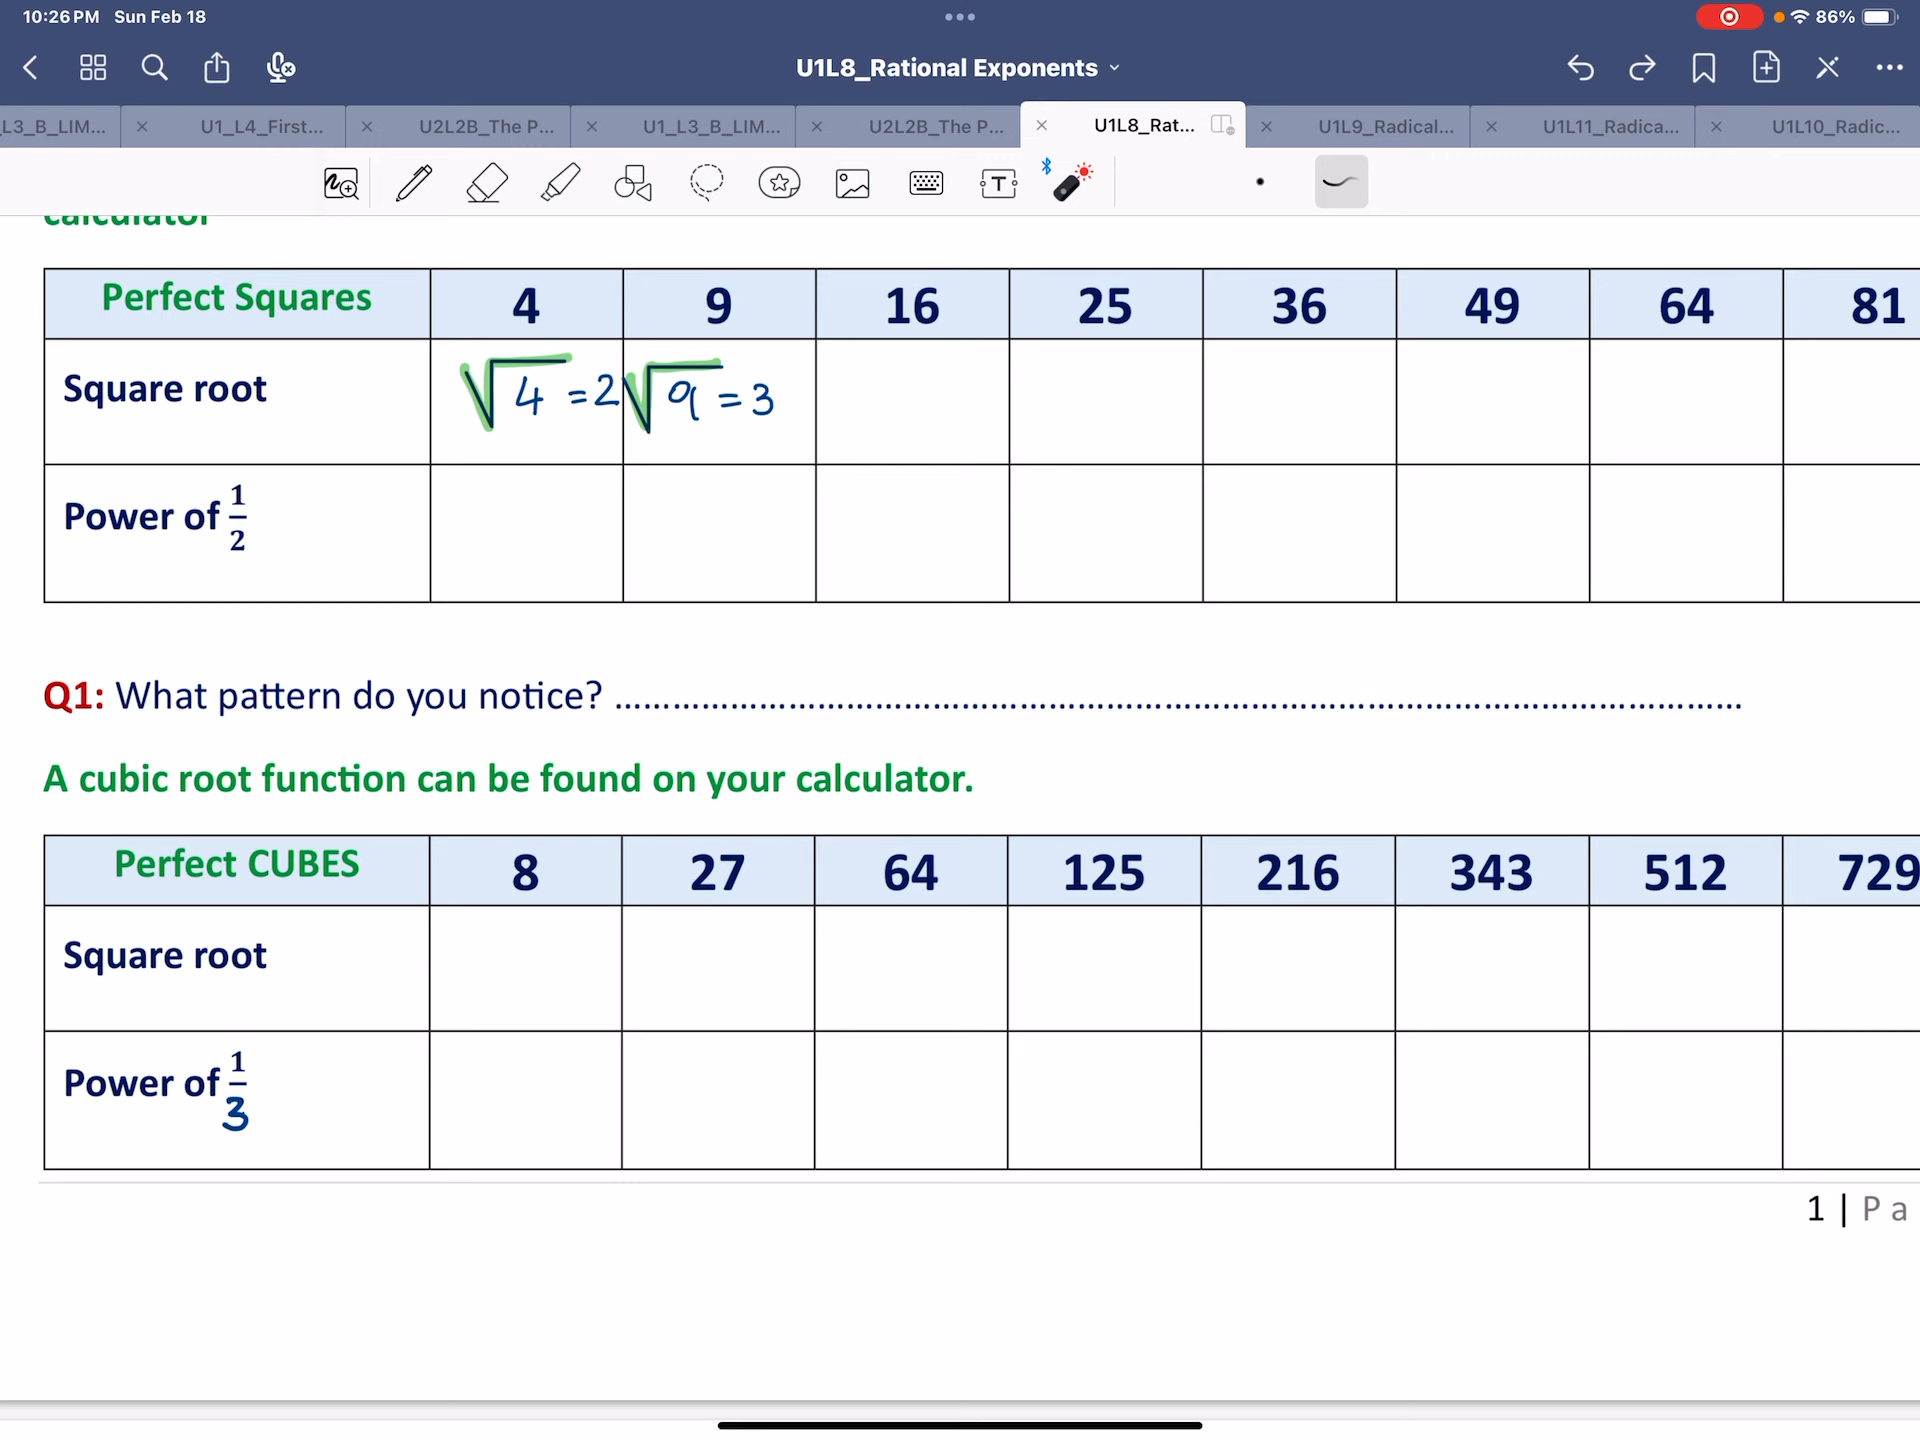 10:26 PM Sun Feb 18
86%
U1L8_Rational Exponents
L3_B_LIM...
U1_L4_First...
U2L2B_The P...
U1_L3_B_LIM...
U2L2B_The P...
U1L8_Rat...
U1L9_Radical...
U1L11_Radica...
U1L10_Radic...
calculator
Perfect Squares 4 9 16 25 36 49 64 81
Square root √4 = 2 √9 = 3
Power of 1/2
Q1: What pattern do you notice? ........................................................................................................................
A cubic root function can be found on your calculator.
Perfect CUBES 8 27 64 125 216 343 512 729
Square root
Power of 1/3
1 | P a